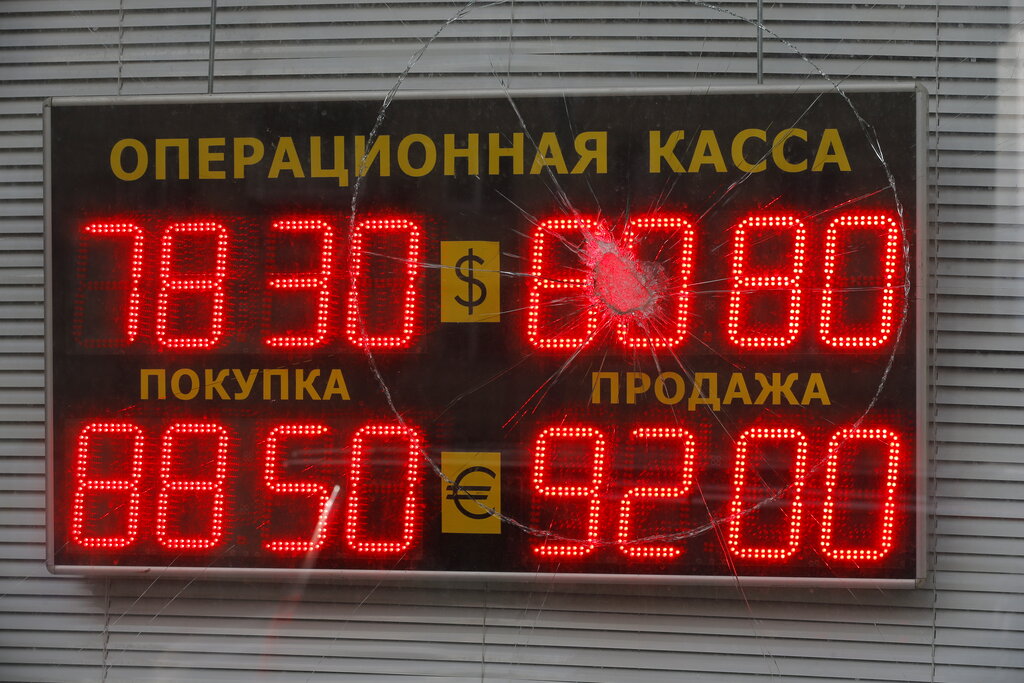 ОПЕРАЦИОННАЯ КАССА
78 30 $ 80
ПОКУПКА ПРОДАЖА
88 50 € 92 00